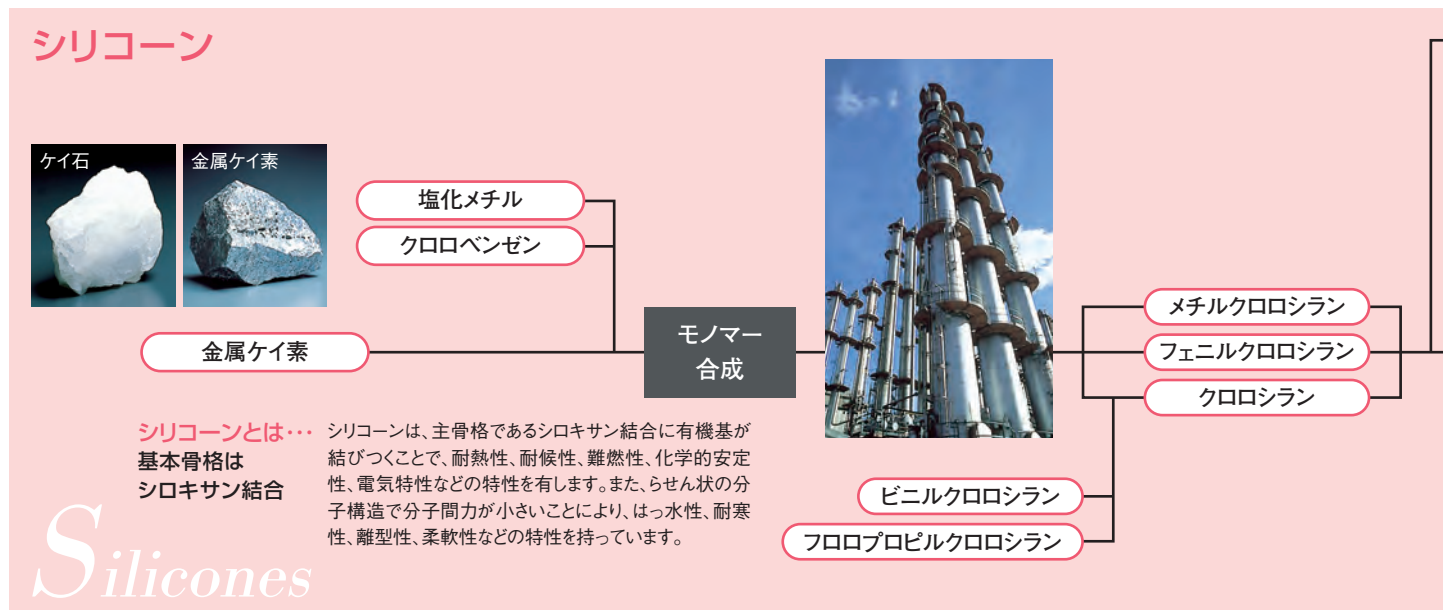 シリコーン
ケイ石
金属ケイ素
塩化メチル
クロロベンゼン
金属ケイ素
モノマー
合成
メチルクロロシラン
フェニルクロロシラン
クロロシラン
ビニルクロロシラン
フロロプロピルクロロシラン
シリコーンとは･･･
基本骨格は
シロキサン結合
シリコーンは、主骨格であるシロキサン結合に有機基が
結びつくことで、耐熱性、耐候性、難燃性、化学的安定
性、電気特性などの特性を有します。また、らせん状の分
子構造で分子間力が小さいことにより、はっ水性、耐寒
性、離型性、柔軟性などの特性を持っています。
Silicones